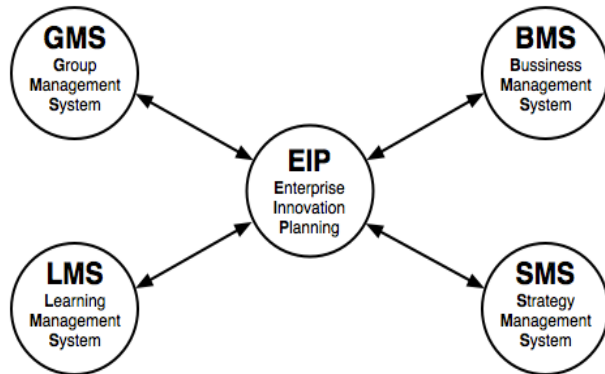 GMS
Group
Management
System
BMS
Bussiness
Management
System
EIP
Enterprise
Innovation
Planning
LMS
Learning
Management
System
SMS
Strategy
Management
System